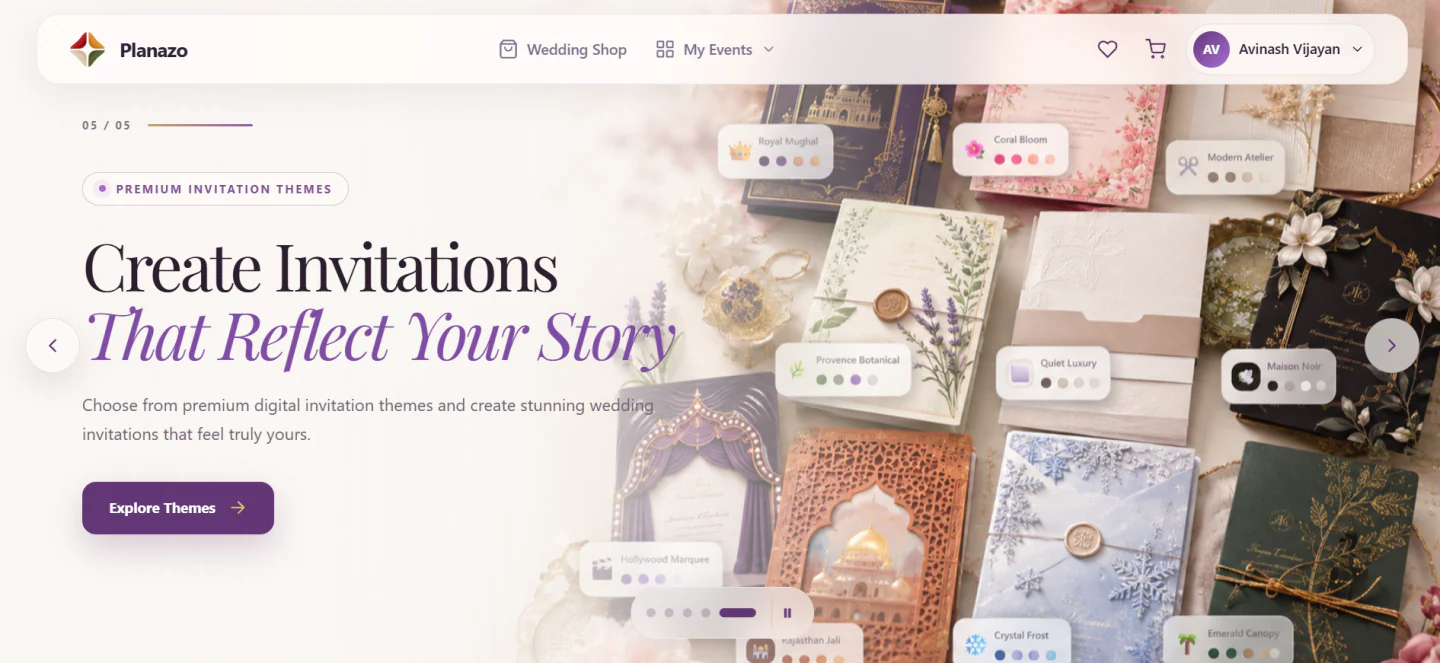 Planazo
Wedding Shop
My Events
AV
Avinash Vijayan
05 / 05
PREMIUM INVITATION THEMES
Create Invitations
That Reflect Your Story
Choose from premium digital invitation themes and create stunning wedding
invitations that feel truly yours.
Explore Themes
Royal Mughal
Coral Bloom
Modern Atelier
Provence Botanical
Quiet Luxury
Maison Noir
Hollywood Marquee
Rajasthan Jali
Crystal Frost
Emerald Canopy